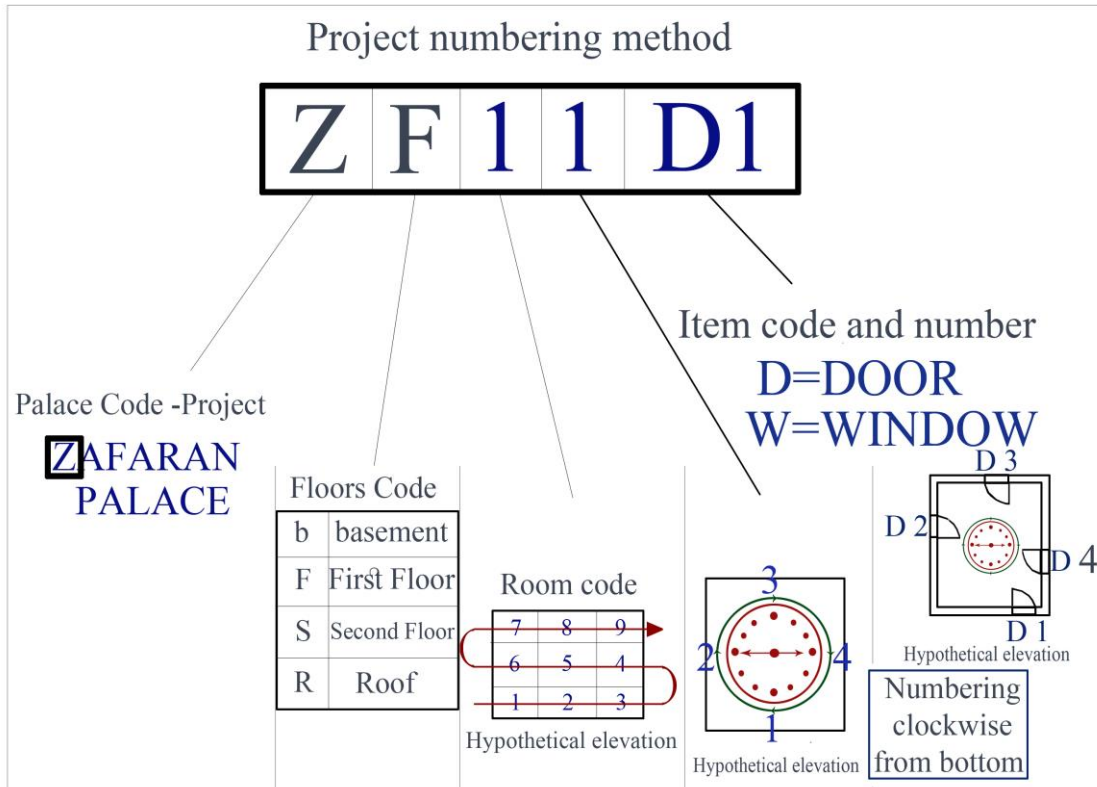 Project numbering method
Z F 1 1 D1
Item code and number
D=DOOR
W=WINDOW
Palace Code -Project
ZAFARAN
PALACE
Floors Code
b basement
F First Floor
S Second Floor
R Roof
Room code
7 8 9
6 5 4
1 2 3
Hypothetical elevation
3
2 4
1
Hypothetical elevation
D 3
D 2
D 4
D 1
Hypothetical elevation
Numbering
clockwise
from bottom